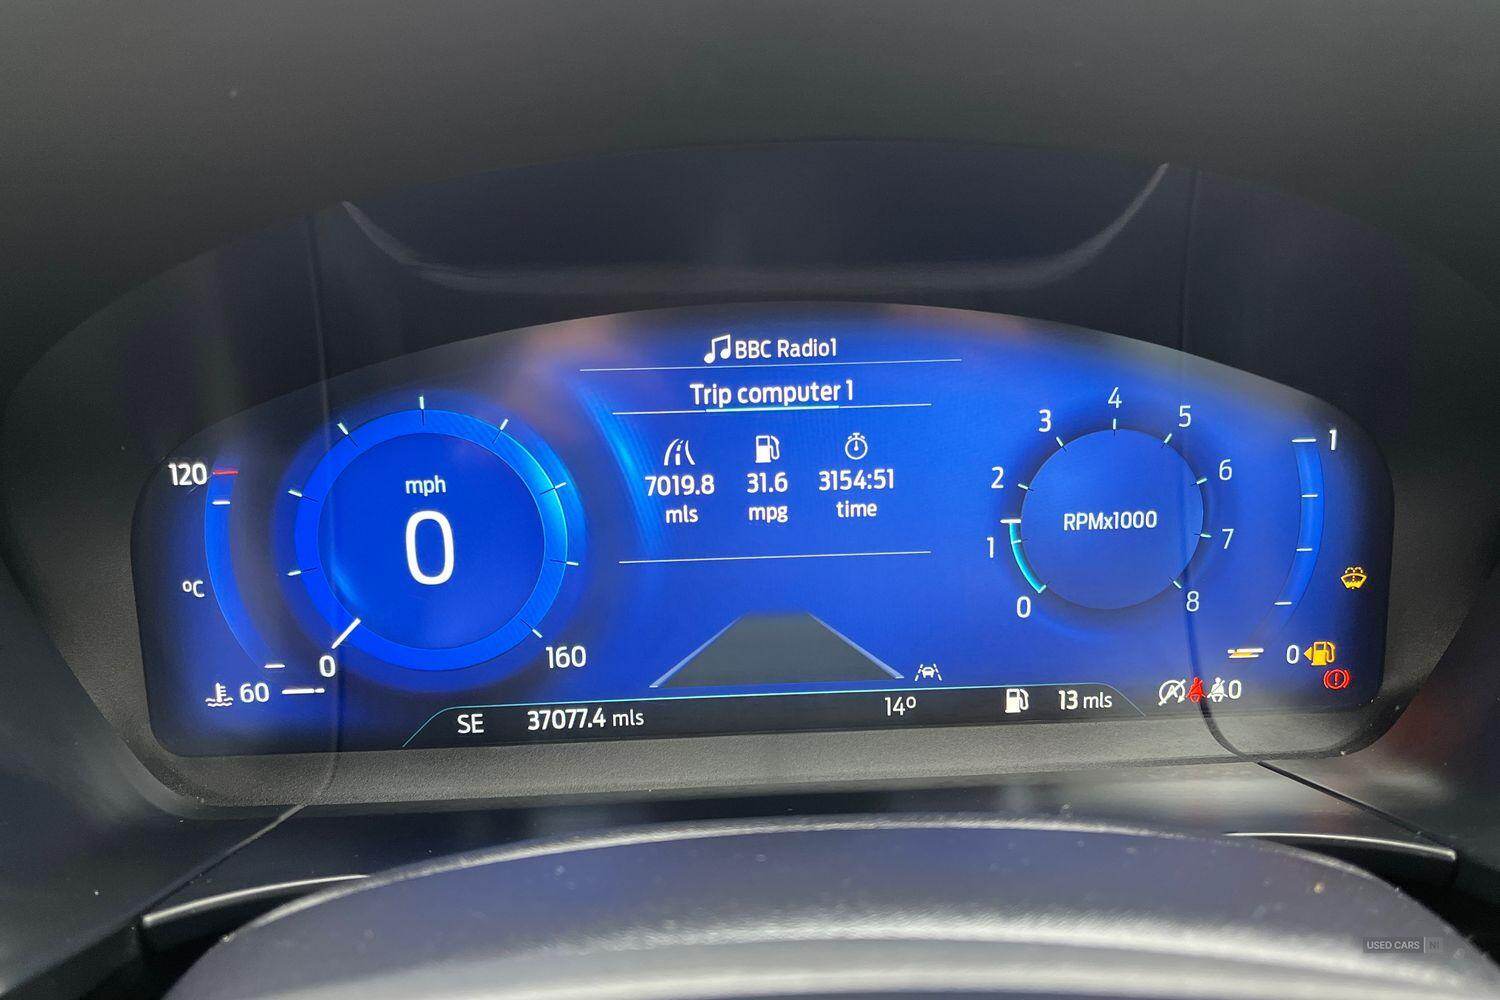 BBC Radio1
Trip computer 1
7019.8 31.6 3154:51
mls mpg time
mph
0
0
160
120
ºC
60
RPMx1000
0
1
2
3
4
5
6
7
8
1
0
0
SE 37077.4 mls 14º 13 mls
USED CARS NI